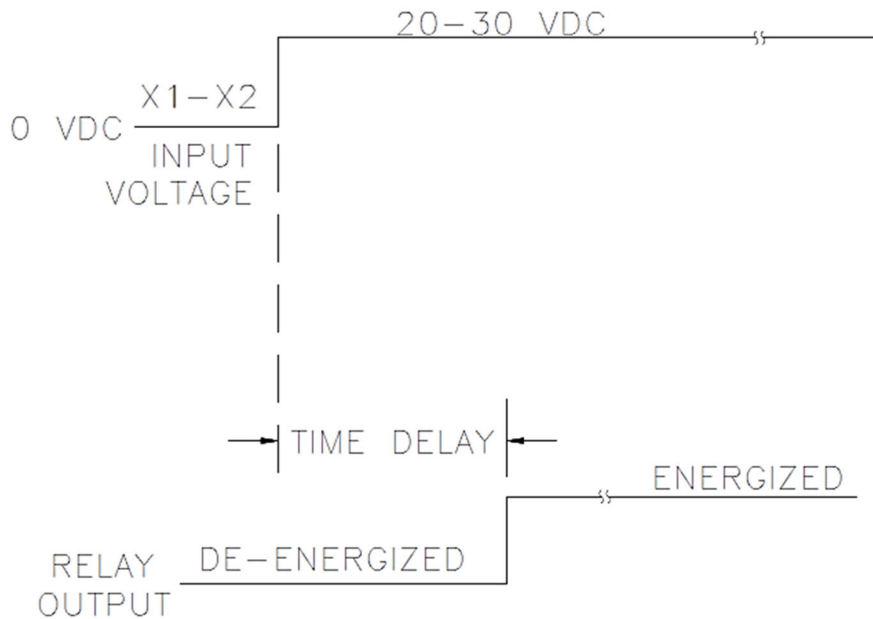 20-30 VDC
X1-X2
0 VDC
INPUT
VOLTAGE
TIME DELAY
ENERGIZED
DE-ENERGIZED
RELAY
OUTPUT